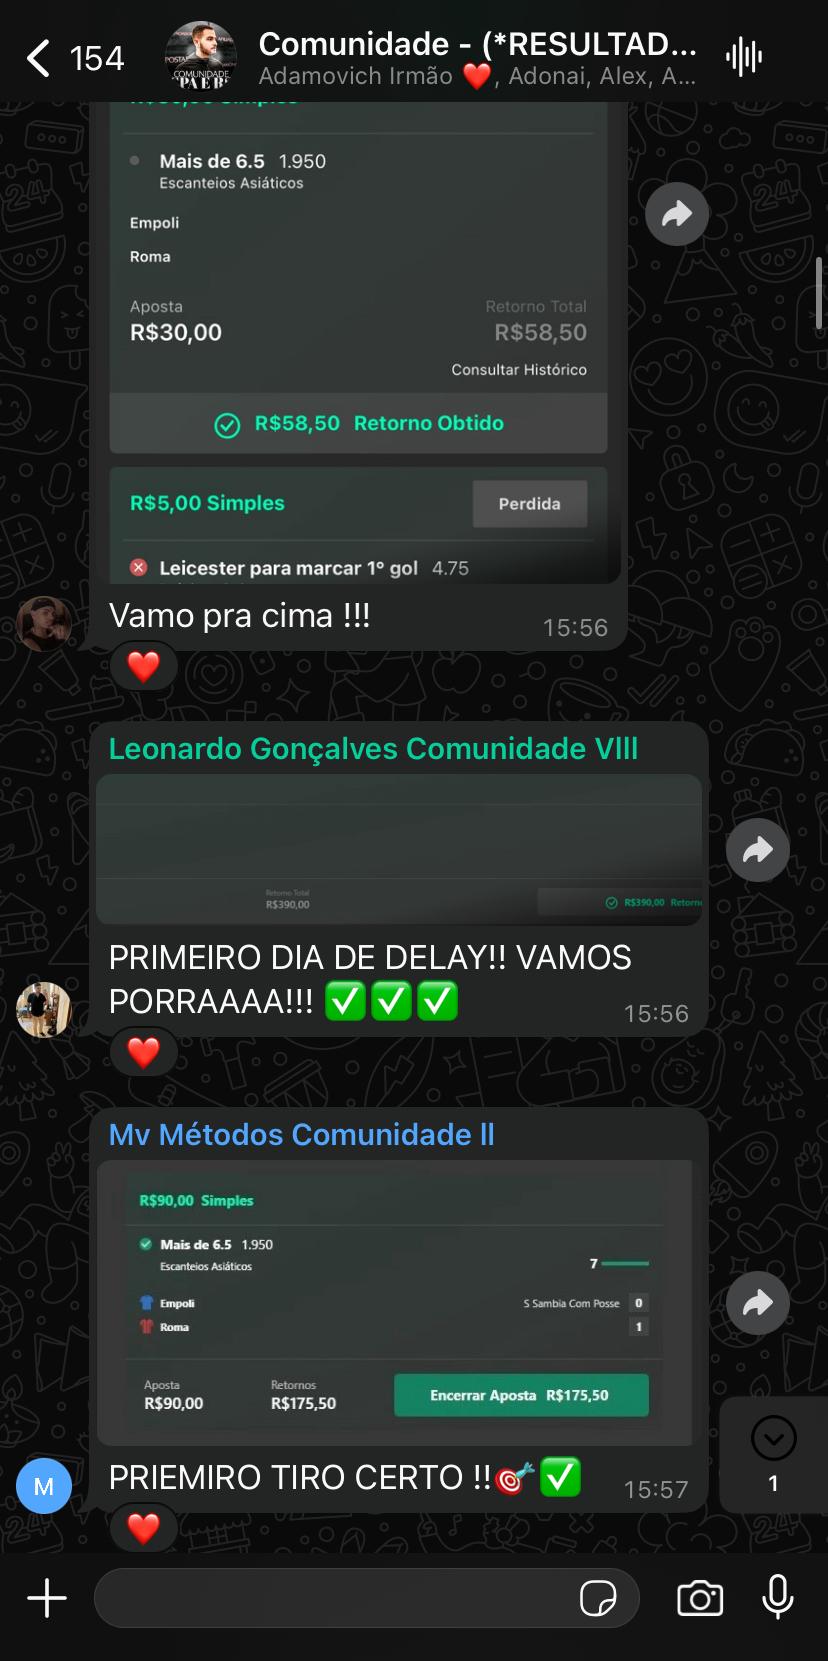 154
Comunidade - (*RESULTAD...
Adamovich Irmão ❤️, Adonai, Alex, A...
COMUNIDADE
Mais de 6.5 1.950
Escanteios Asiáticos
Empoli
Roma
Aposta
Retorno Total
R$30,00
R$58,50
Consultar Histórico
R$58,50 Retorno Obtido
R$5,00 Simples
Perdida
Leicester para marcar 1º gol 4.75
Vamo pra cima !!!
15:56
❤️
Leonardo Gonçalves Comunidade Vlll
Retorno Total
R$390,00
R$390,00 Retorn
PRIMEIRO DIA DE DELAY!! VAMOS
PORRAAAA!!! ✅✅✅
15:56
❤️
Mv Métodos Comunidade ll
R$90,00 Simples
Mais de 6.5 1.950
Escanteios Asiáticos
7
Empoli
S Sambia Com Posse 0
Roma
1
Aposta
Retornos
R$90,00
R$175,50
Encerrar Aposta R$175,50
M
PRIEMIRO TIRO CERTO !!🎯✅
15:57
❤️
1